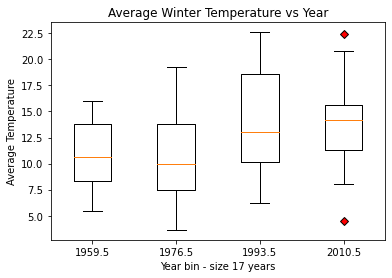 Average Winter Temperature vs Year
Average Temperature
22.5
20.0
17.5
15.0
12.5
10.0
7.5
5.0
1959.5 1976.5 1993.5 2010.5
Year bin - size 17 years